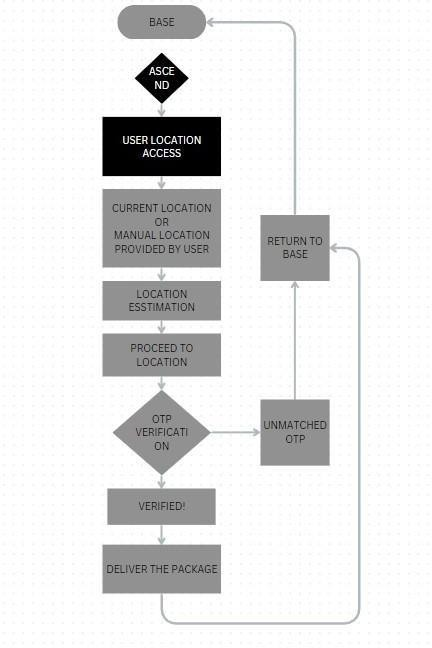 BASE
ASCE
ND
USER LOCATION
ACCESS
CURRENT LOCATION
OR
MANUAL LOCATION
PROVIDED BY USER
RETURN TO
BASE
LOCATION
ESSTIMATION
PROCEED TO
LOCATION
OTP
VERIFICATI
ON
UNMATCHED
OTP
VERIFIED!
DELIVER THE PACKAGE